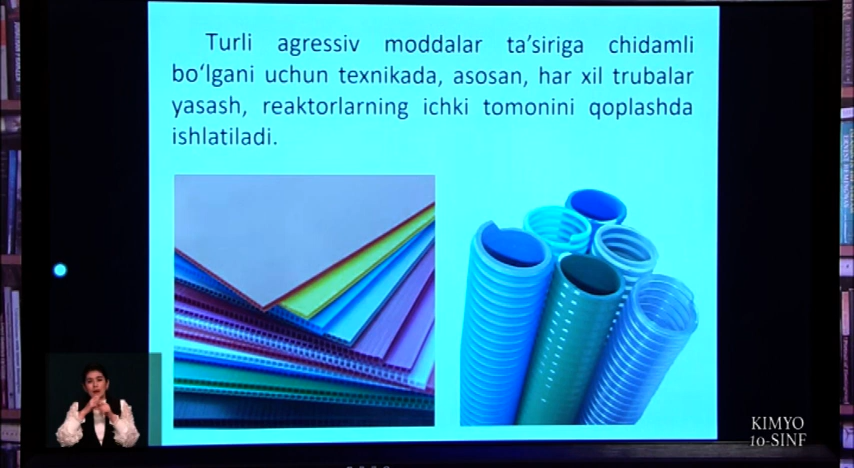 Turli agressiv moddalar ta’siriga chidamli
bo‘lgani uchun texnikada, asosan, har xil trubalar
yasash, reaktorlarning ichki tomonini qoplashda
ishlatiladi.
KIMYO
10-SINF